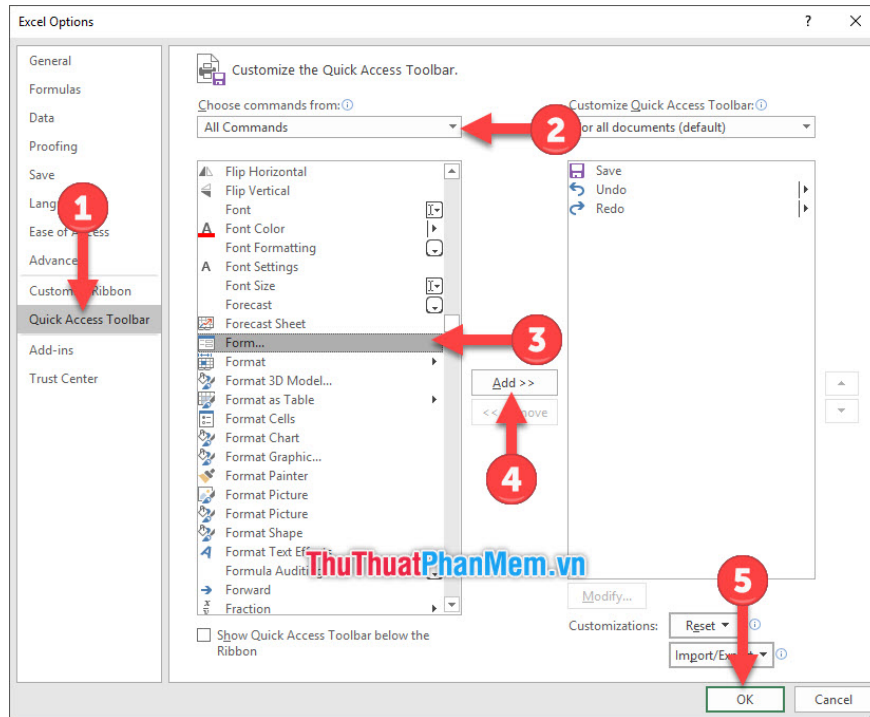 Excel Options
General
Formulas
Data
Proofing
Save
Ease of
Quick Access Toolbar
Add-ins
Trust Center
Customize the Quick Access Toolbar.
Choose commands from:
All Commands
Flip Horizontal
Flip Vertical
Font
Font Color
Font Formatting
Font Settings
Font Size
Forecast
Forecast Sheet
Form...
Format
Format 3D Model...
Format as Table
Format Cells
Format Chart
Format Graphic...
Format Painter
Format Picture
Format Picture
Format Shape
Format Text
Formula
Forward
Fraction
Show Quick Access Toolbar below the
Ribbon
Add >>
Customize Quick Access Toolbar:
for all documents (default)
Save
Undo
Redo
Modify...
Customizations:
Reset
OK
Cancel
1
2
3
4
5
ThuThuatPhanMem.vn